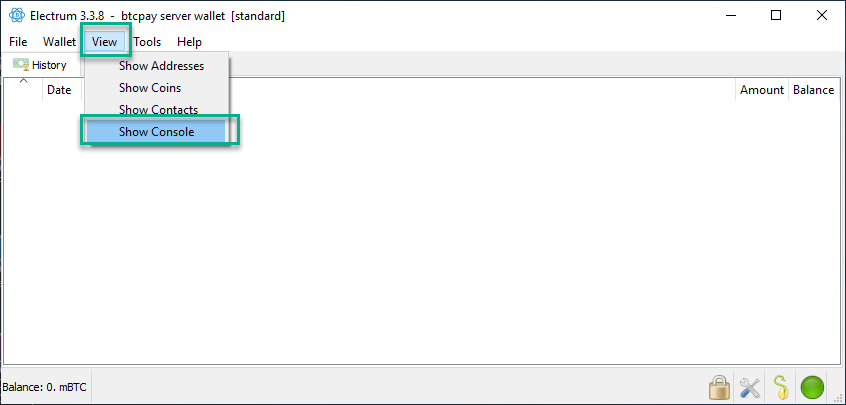 Electrum 3.3.8 - btcpay server wallet [standard]
File Wallet View Tools Help
History
Show Addresses
Show Coins
Show Contacts
Show Console
Date Amount Balance
Balance: 0. mBTC